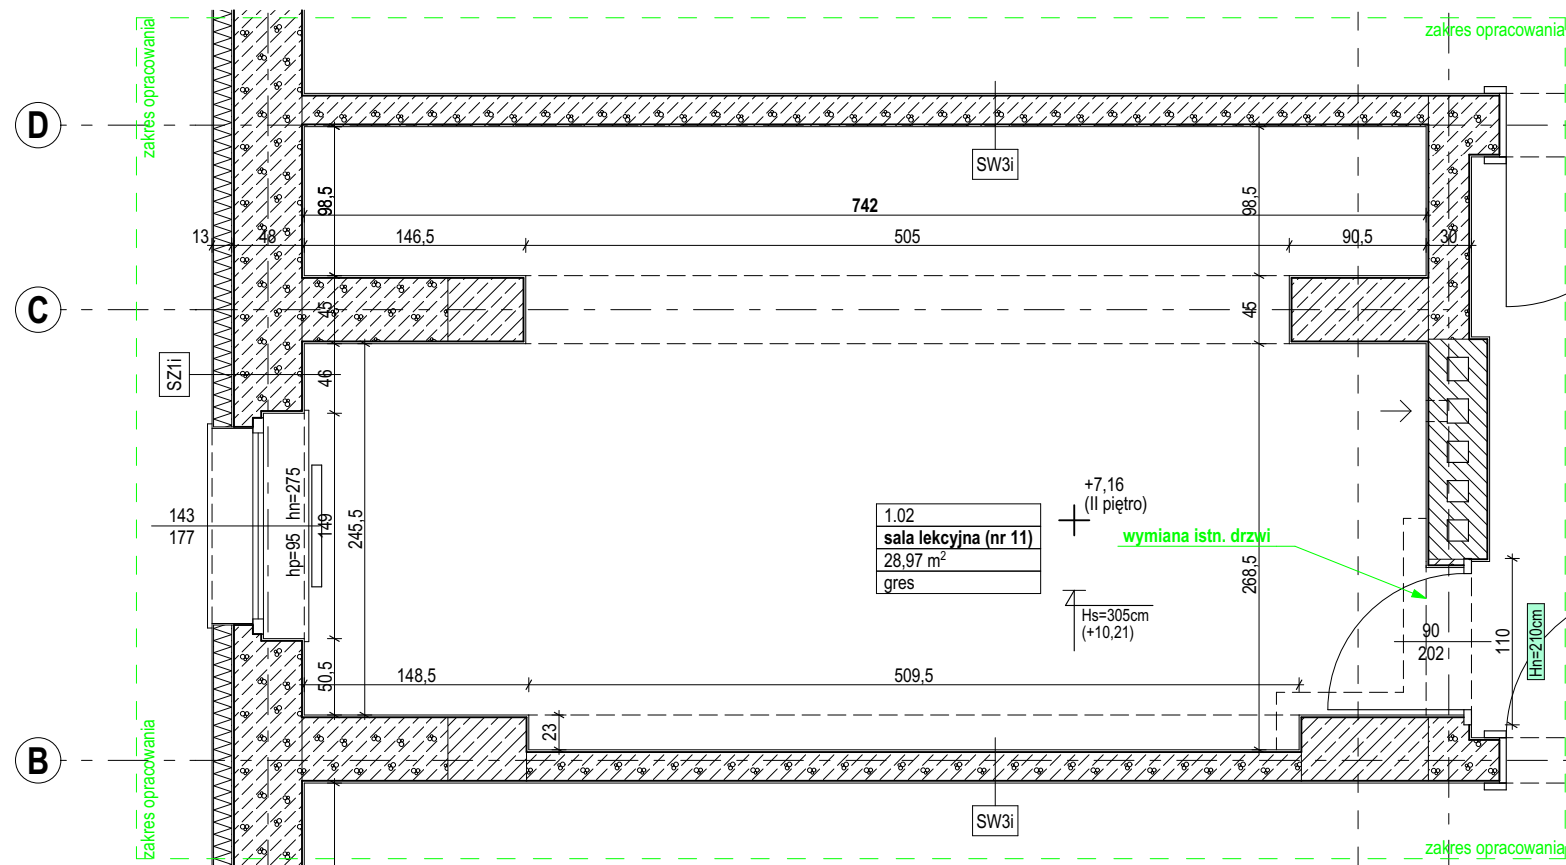 zakres opracowania
zakres opracowania
D
SW3i
98,5
98,5
742
13
48
146,5
505
90,5
30
C
45
45
SZ1i
46
143
177
hp=95 hn=275
149
245,5
+7,16
(II piętro)
1.02
sala lekcyjna (nr 11)
28,97 m²
gres
wymiana istn. drzwi
268,5
Hs=305cm
(+10,21)
90
202
110
Hn=210cm
50,5
148,5
509,5
23
B
SW3i
zakres opracowania
zakres opracowania